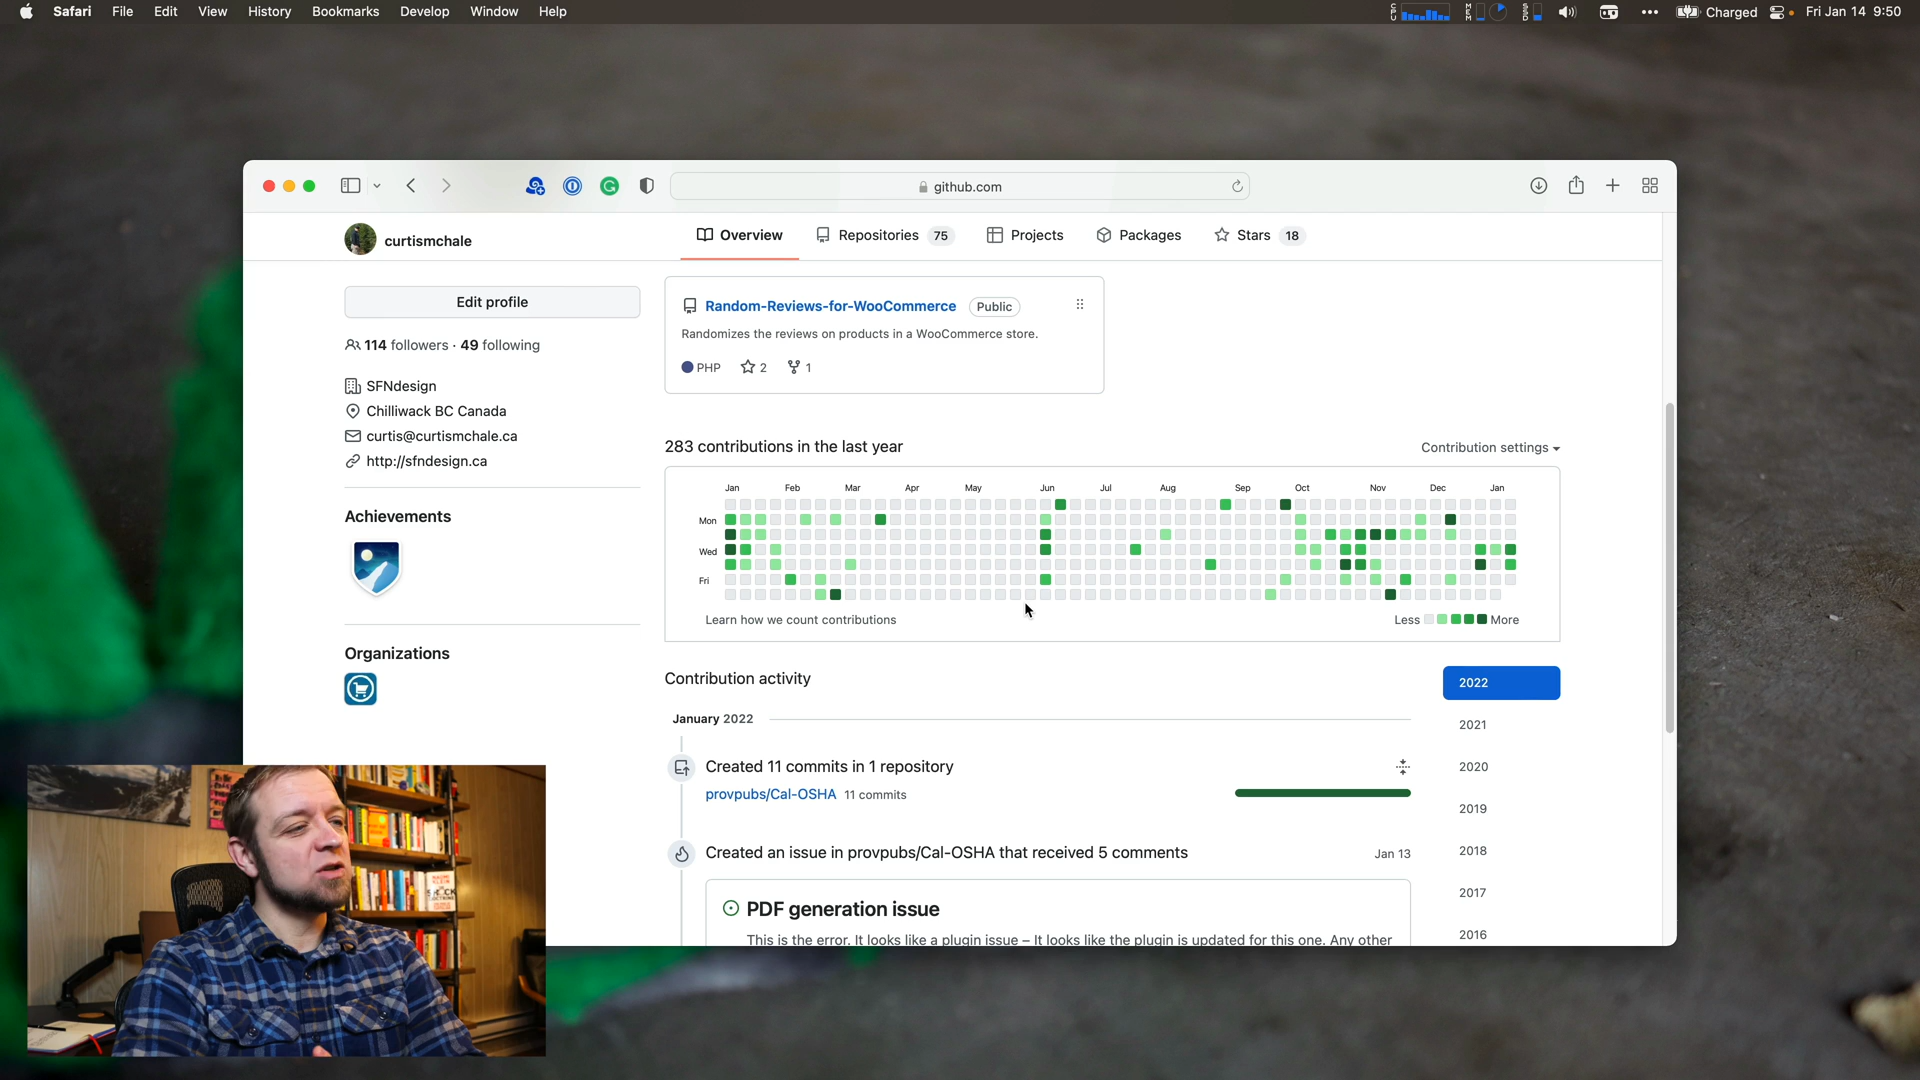 Safari File Edit View History Bookmarks Develop Window Help
CPU MEM SSD Charged Fri Jan 14 9:50
github.com
curtismchale
Overview Repositories 75 Projects Packages Stars 18
Edit profile
114 followers · 49 following
SFNdesign
Chilliwack BC Canada
curtis@curtismchale.ca
http://sfndesign.ca
Achievements
Organizations
Random-Reviews-for-WooCommerce Public
Randomizes the reviews on products in a WooCommerce store.
PHP 2 1
283 contributions in the last year
Contribution settings
Jan Feb Mar Apr May Jun Jul Aug Sep Oct Nov Dec Jan
Mon
Wed
Fri
Learn how we count contributions
Less More
Contribution activity
2022
2021
2020
2019
2018
2017
2016
January 2022
Created 11 commits in 1 repository
provpubs/Cal-OSHA 11 commits
Created an issue in provpubs/Cal-OSHA that received 5 comments
Jan 13
PDF generation issue
This is the error. It looks like a plugin issue – It looks like the plugin is updated for this one. Any other